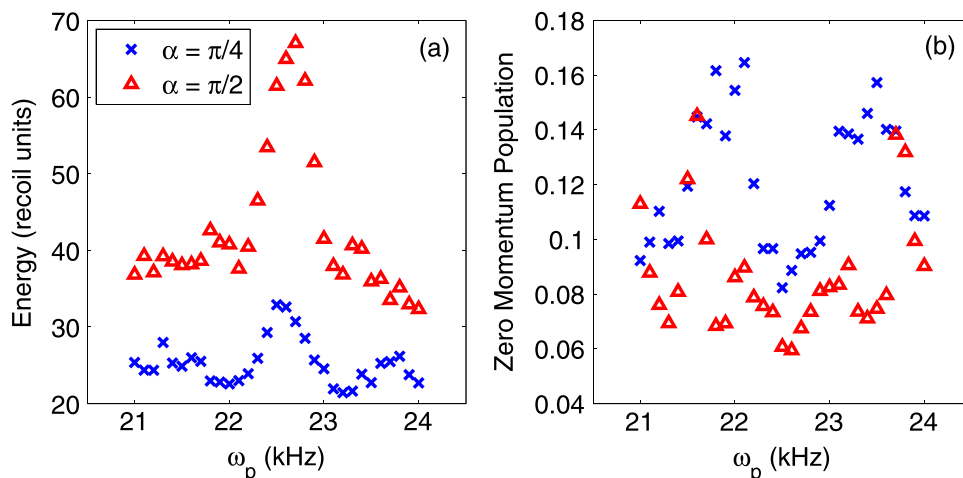 Energy (recoil units)
70
60
50
40
30
20
21
22
23
24
ω_p (kHz)
α = π/4
α = π/2
(a)
Zero Momentum Population
0.18
0.16
0.14
0.12
0.1
0.08
0.06
0.04
21
22
23
24
ω_p (kHz)
(b)